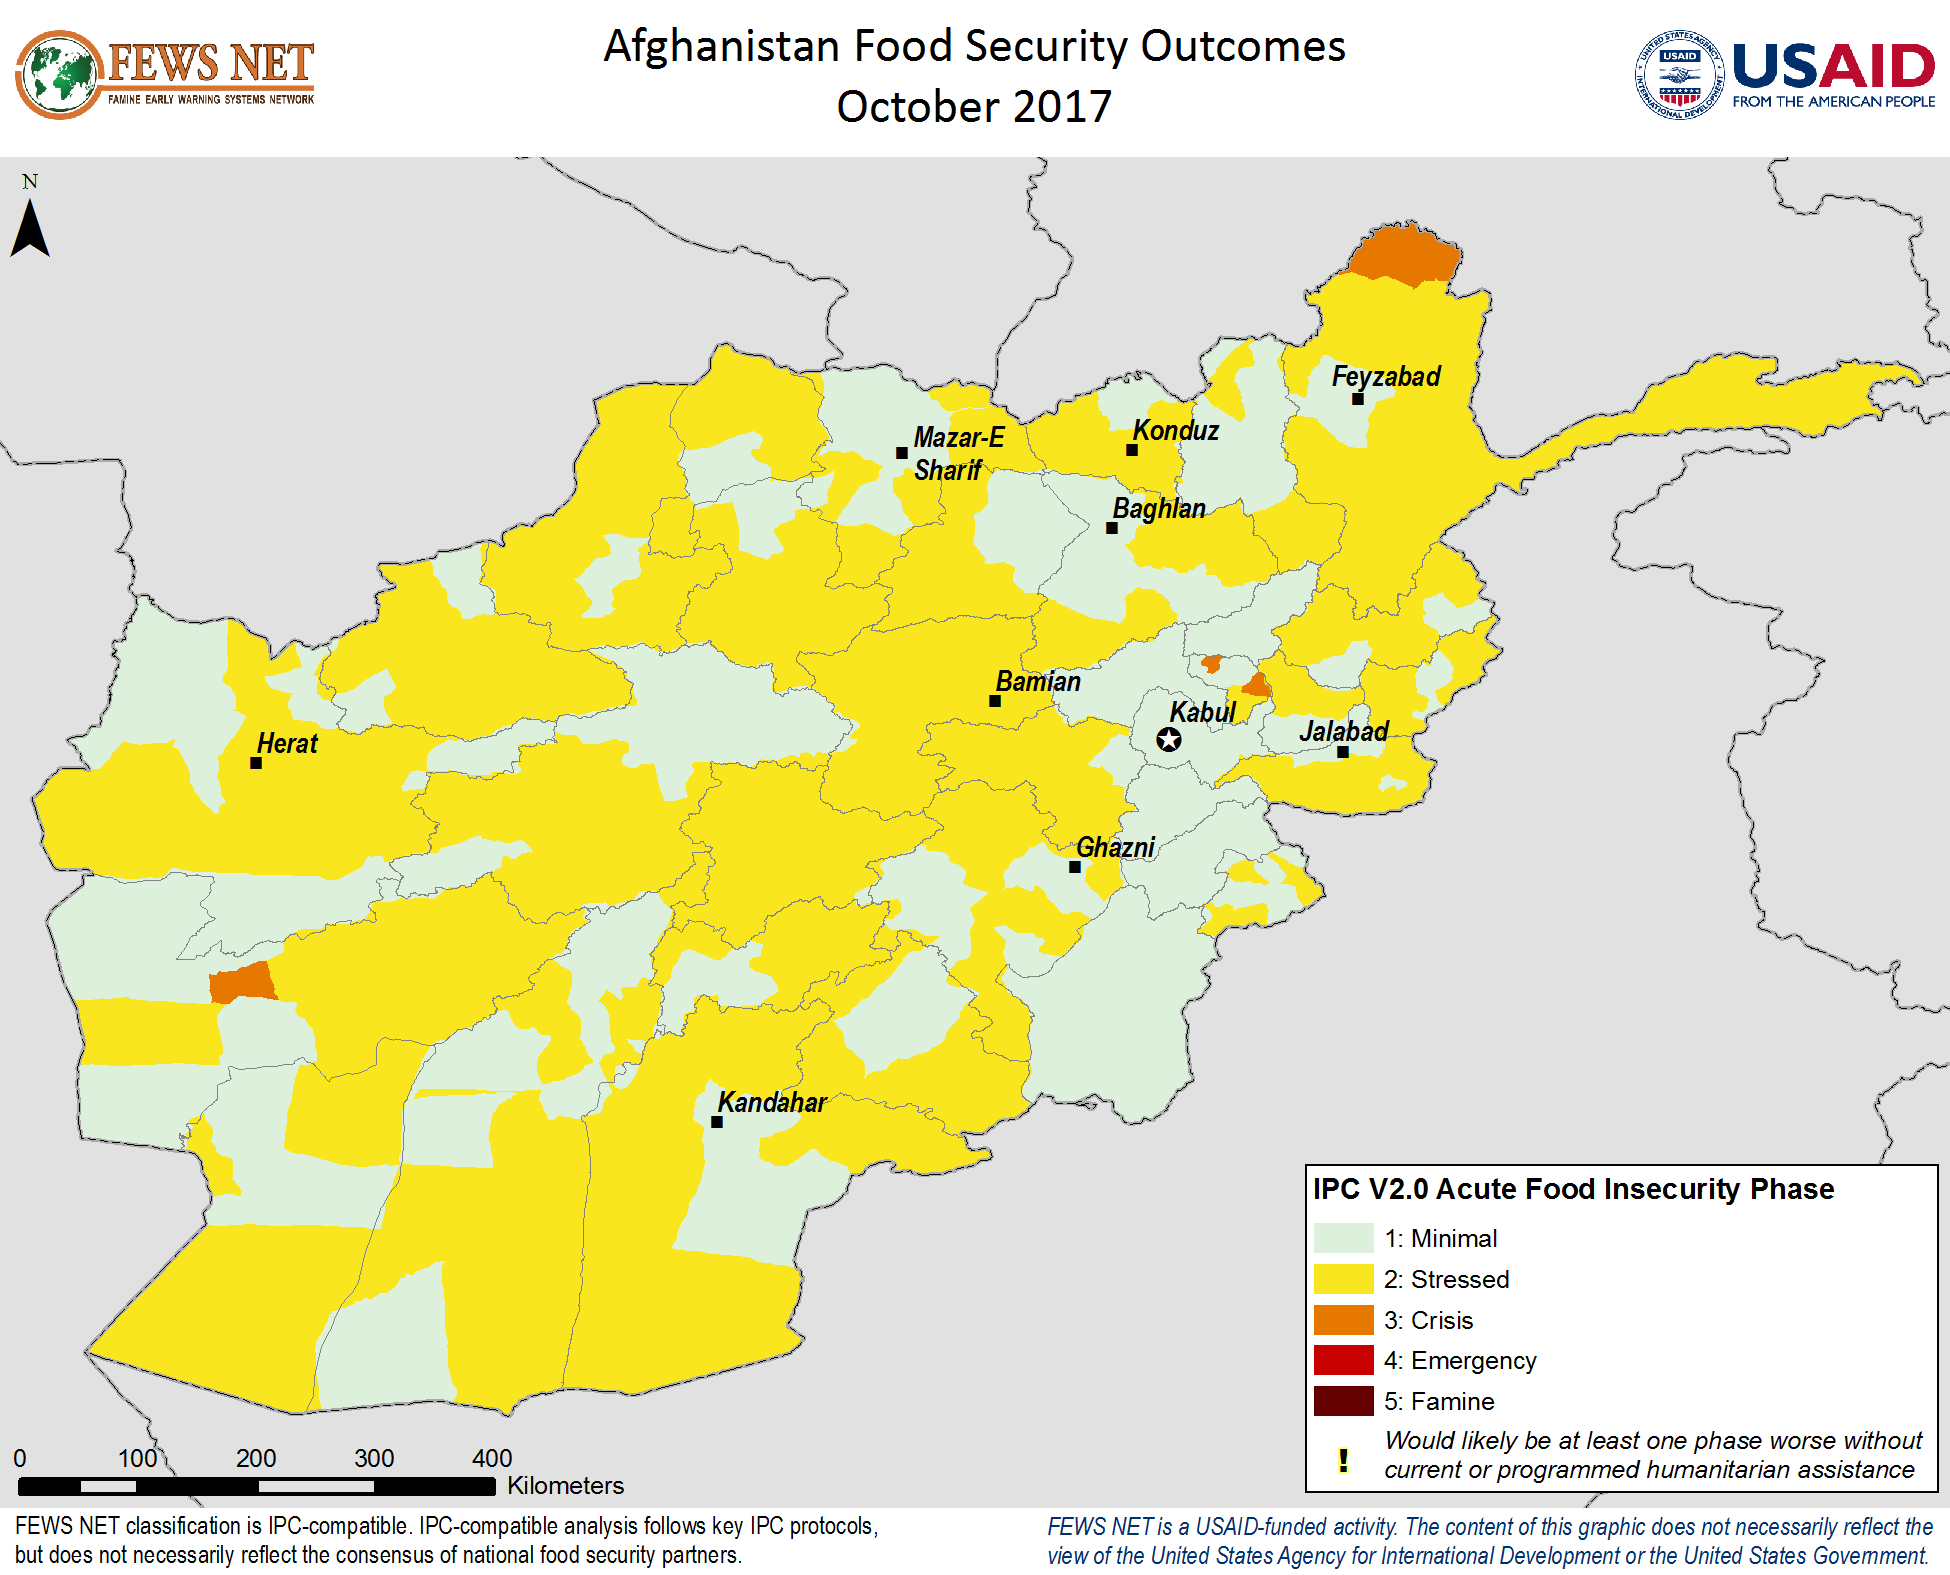 FEWS NET
FAMINE EARLY WARNING SYSTEMS NETWORK
Afghanistan Food Security Outcomes
October 2017
UNITED STATES AGENCY
USAID
INTERNATIONAL DEVELOPMENT
USAID
FROM THE AMERICAN PEOPLE
N
Feyzabad
Mazar-E
Sharif
Konduz
Baghlan
Bamian
Kabul
Jalabad
Herat
Ghazni
Kandahar
IPC V2.0 Acute Food Insecurity Phase
1: Minimal
2: Stressed
3: Crisis
4: Emergency
5: Famine
! Would likely be at least one phase worse without
current or programmed humanitarian assistance
0 100 200 300 400
Kilometers
FEWS NET classification is IPC-compatible. IPC-compatible analysis follows key IPC protocols,
but does not necessarily reflect the consensus of national food security partners.
FEWS NET is a USAID-funded activity. The content of this graphic does not necessarily reflect the
view of the United States Agency for International Development or the United States Government.